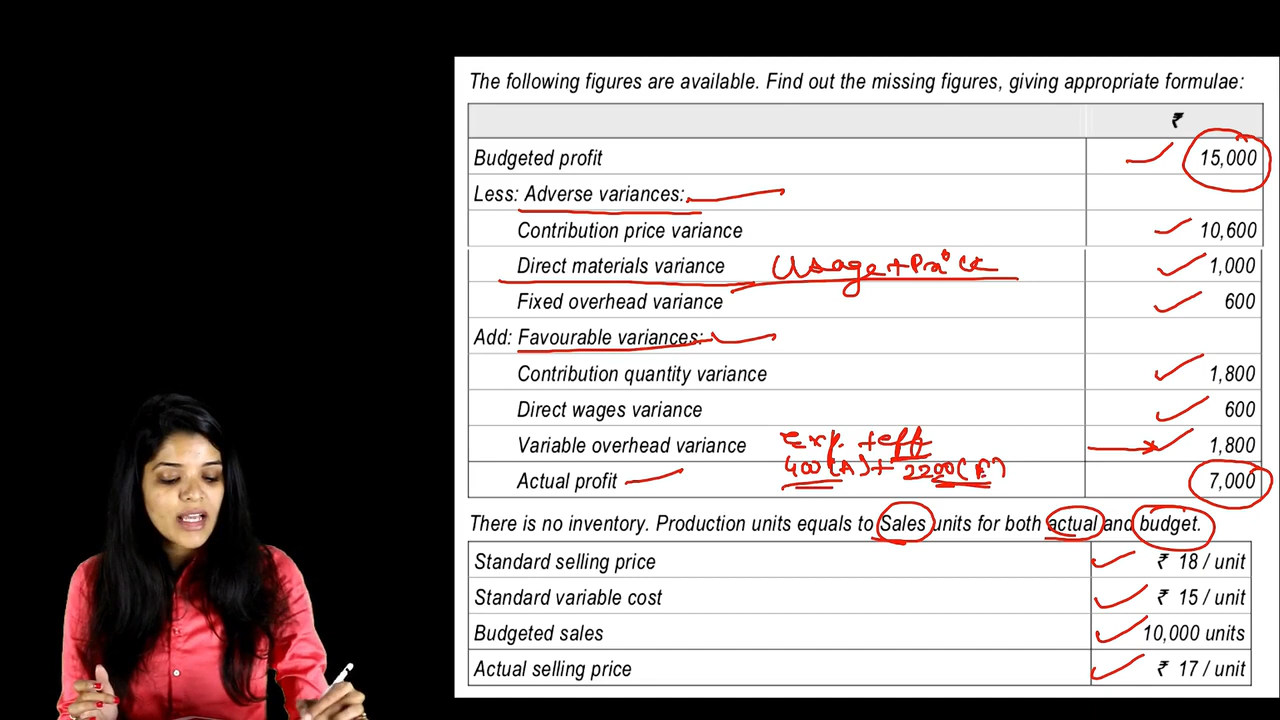 The following figures are available. Find out the missing figures, giving appropriate formulae:
₹
Budgeted profit 15,000
Less: Adverse variances:
Contribution price variance 10,600
Direct materials variance Usage + Price 1,000
Fixed overhead variance 600
Add: Favourable variances:
Contribution quantity variance 1,800
Direct wages variance 600
Variable overhead variance Exp. + eff 1,800
400(A) + 2200(F)
Actual profit 7,000
There is no inventory. Production units equals to Sales units for both actual and budget.
Standard selling price ₹ 18 / unit
Standard variable cost ₹ 15 / unit
Budgeted sales 10,000 units
Actual selling price ₹ 17 / unit